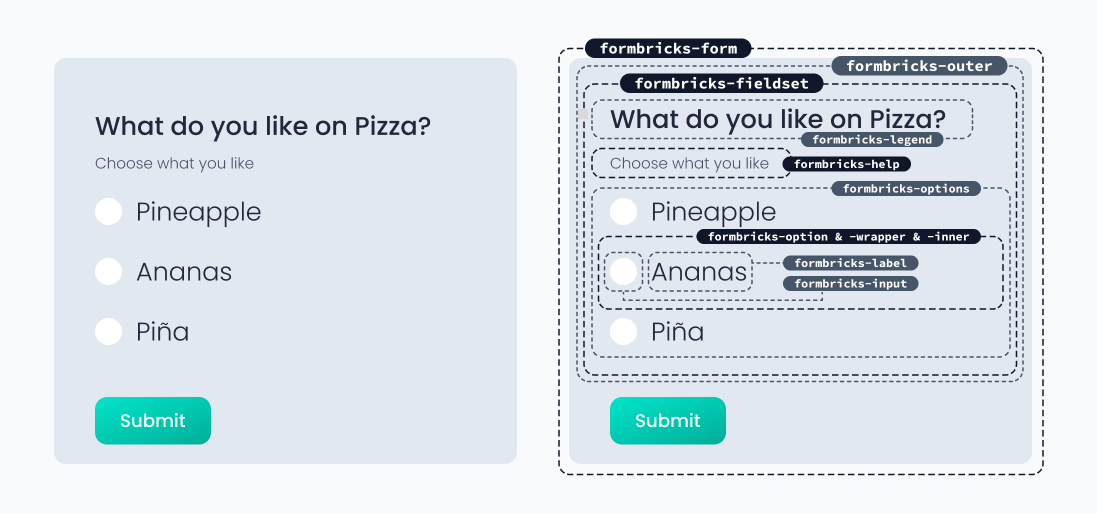 What do you like on Pizza?
Choose what you like
Pineapple
Ananas
Piña
Submit
formbricks-form
formbricks-outer
formbricks-fieldset
What do you like on Pizza?
formbricks-legend
Choose what you like
formbricks-help
formbricks-options
Pineapple
formbricks-option & -wrapper & -inner
Ananas
formbricks-label
formbricks-input
Piña
Submit